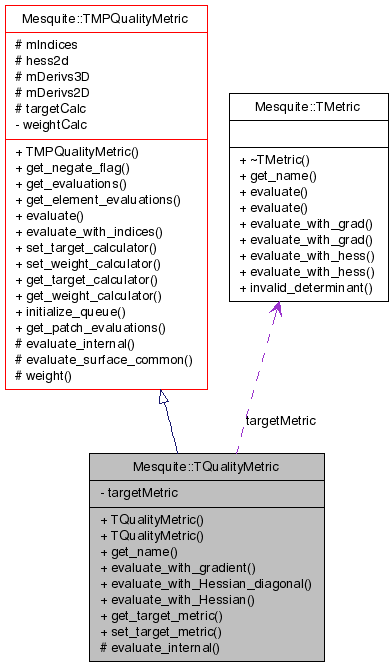 Mesquite::TMPQualityMetric
# mIndices
# hess2d
# mDerivs3D
# mDerivs2D
# targetCalc
- weightCalc
+ TMPQualityMetric()
+ get_negate_flag()
+ get_evaluations()
+ get_element_evaluations()
+ evaluate()
+ evaluate_with_indices()
+ set_target_calculator()
+ set_weight_calculator()
+ get_target_calculator()
+ get_weight_calculator()
+ initialize_queue()
+ get_patch_evaluations()
# evaluate_internal()
# evaluate_surface_common()
# weight()
Mesquite::TMetric
+ ~TMetric()
+ get_name()
+ evaluate()
+ evaluate()
+ evaluate_with_grad()
+ evaluate_with_grad()
+ evaluate_with_hess()
+ evaluate_with_hess()
+ invalid_determinant()
targetMetric
Mesquite::TQualityMetric
- targetMetric
+ TQualityMetric()
+ TQualityMetric()
+ get_name()
+ evaluate_with_gradient()
+ evaluate_with_Hessian_diagonal()
+ evaluate_with_Hessian()
+ get_target_metric()
+ set_target_metric()
# evaluate_internal()